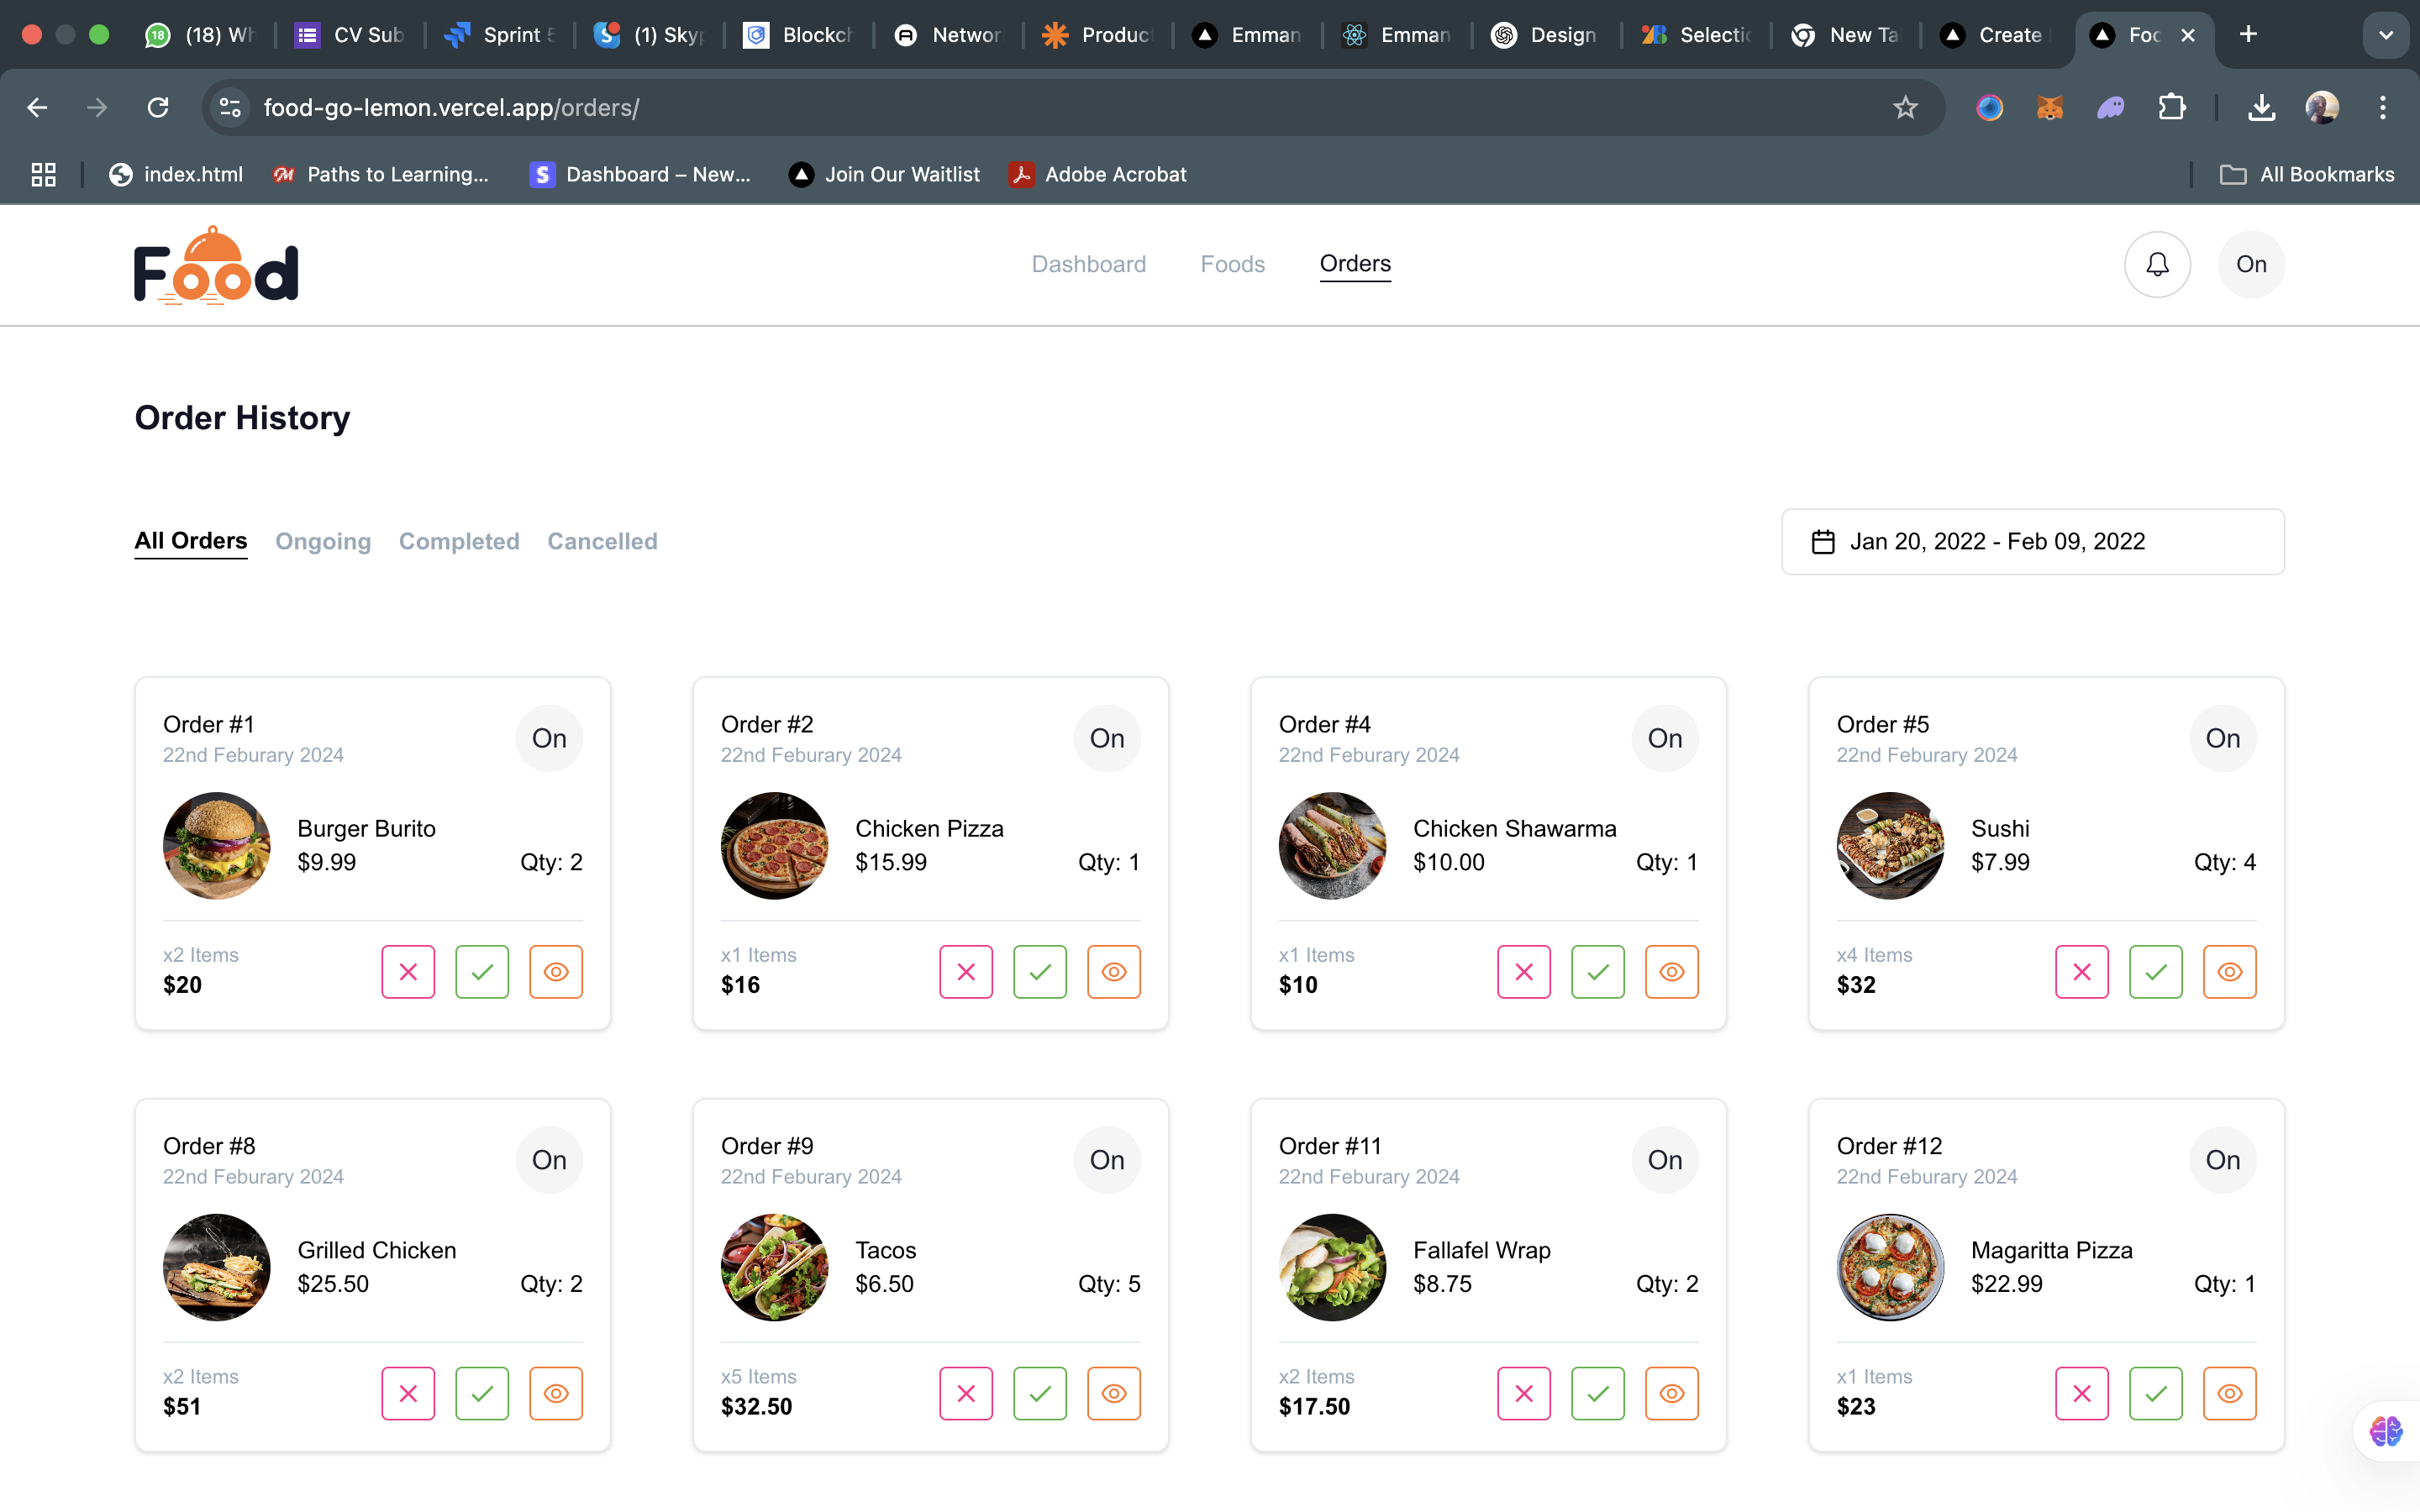 18 (18) Wh CV Sub Sprint 5 (1) Skyp Blockch Networ Product Emman Emman Design Selectio New Ta Create Foo
food-go-lemon.vercel.app/orders/
index.html Paths to Learning... Dashboard – New... Join Our Waitlist Adobe Acrobat All Bookmarks
Food Dashboard Foods Orders On
Order History
All Orders Ongoing Completed Cancelled Jan 20, 2022 - Feb 09, 2022
Order #1
22nd Feburary 2024
On
Burger Burito
$9.99 Qty: 2
x2 Items
$20
Order #2
22nd Feburary 2024
On
Chicken Pizza
$15.99 Qty: 1
x1 Items
$16
Order #4
22nd Feburary 2024
On
Chicken Shawarma
$10.00 Qty: 1
x1 Items
$10
Order #5
22nd Feburary 2024
On
Sushi
$7.99 Qty: 4
x4 Items
$32
Order #8
22nd Feburary 2024
On
Grilled Chicken
$25.50 Qty: 2
x2 Items
$51
Order #9
22nd Feburary 2024
On
Tacos
$6.50 Qty: 5
x5 Items
$32.50
Order #11
22nd Feburary 2024
On
Fallafel Wrap
$8.75 Qty: 2
x2 Items
$17.50
Order #12
22nd Feburary 2024
On
Magaritta Pizza
$22.99 Qty: 1
x1 Items
$23